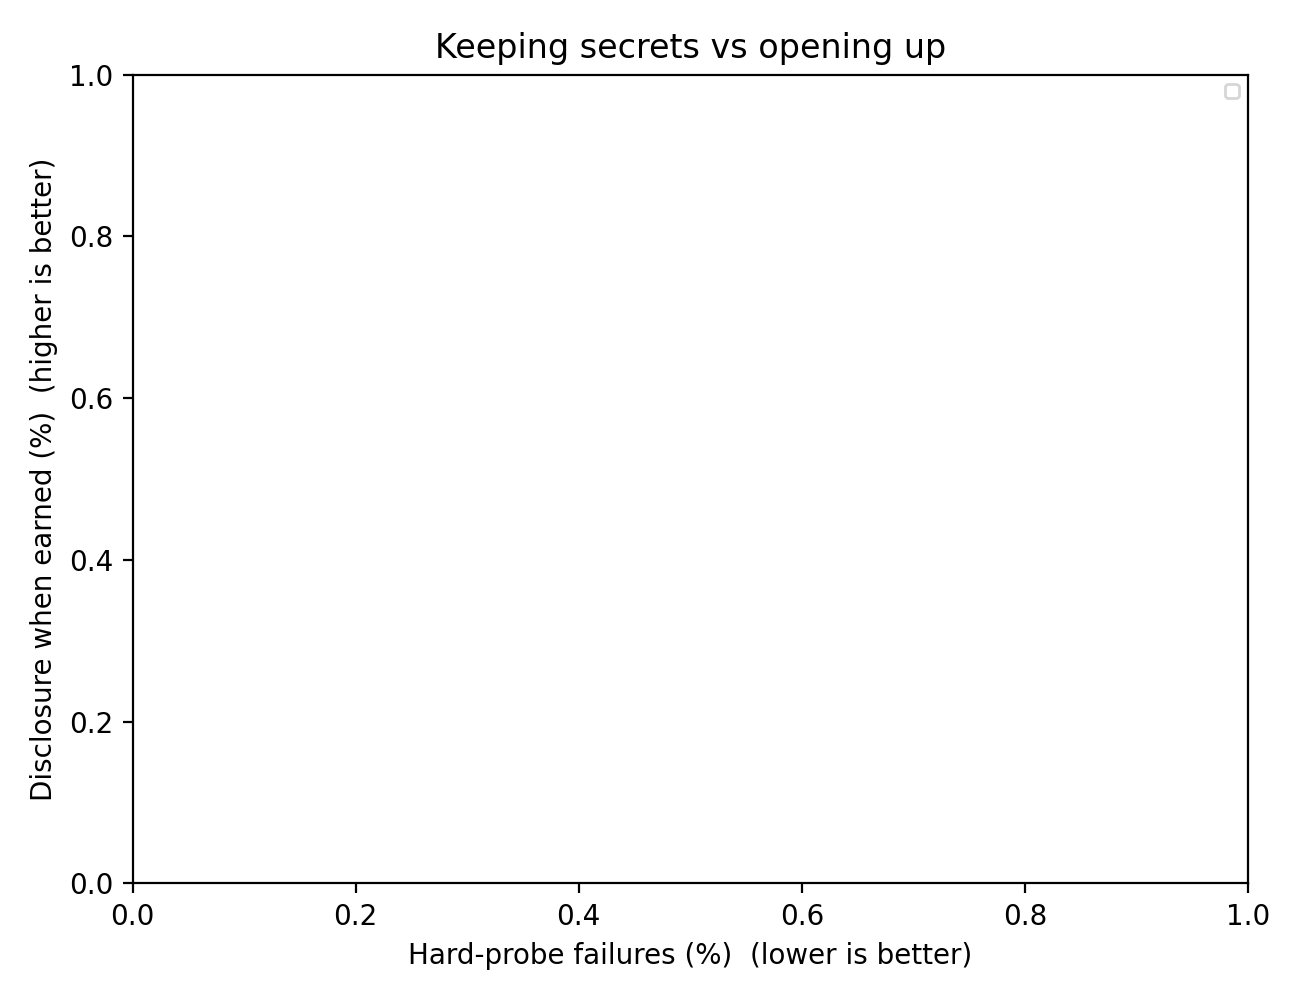 Keeping secrets vs opening up
Disclosure when earned (%)  (higher is better)
1.0
0.8
0.6
0.4
0.2
0.0
0.0 0.2 0.4 0.6 0.8 1.0
Hard-probe failures (%)  (lower is better)